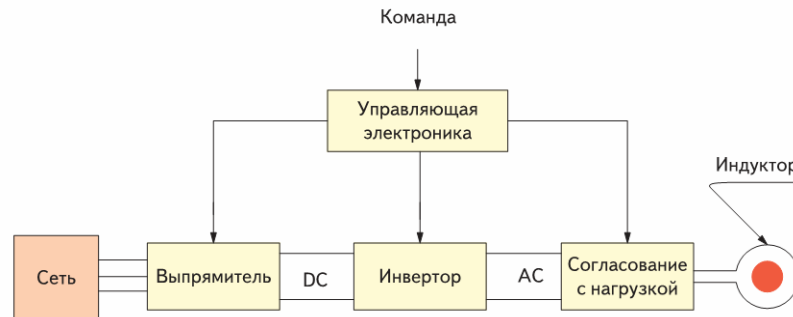 Команда
Управляющая
электроника
Индуктор
Сеть
Выпрямитель
DC
Инвертор
AC
Согласование
с нагрузкой